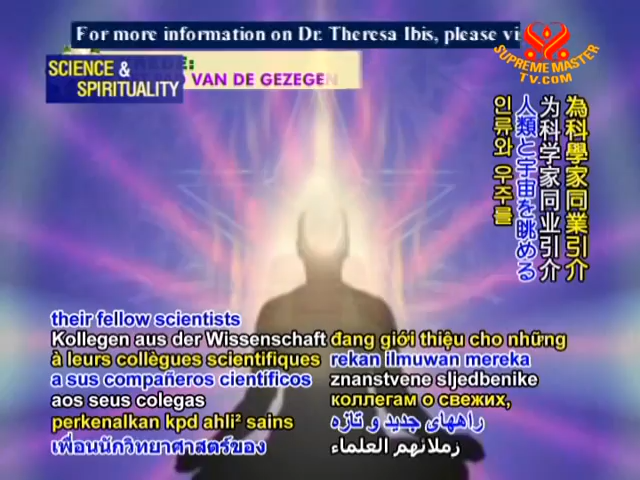 For more information on Dr. Theresa Ibis, please vi
SUPREME MASTER
TV.COM
SCIENCE &
SPIRITUALITY
VAN DE GEZEGEN
為科學家同業引介
为科学家同业引介
人類と宇宙を眺める
인류와 우주를
their fellow scientists
Kollegen aus der Wissenschaft
à leurs collègues scientifiques
a sus compañeros científicos
aos seus colegas
perkenalkan kpd ahli² sains
เพื่อนนักวิทยาศาสตร์ของ
đang giới thiệu cho những
rekan ilmuwan mereka
znanstvene sljedbenike
коллегам о свежих,
راههای جدید و تازه
زملائهم العلماء